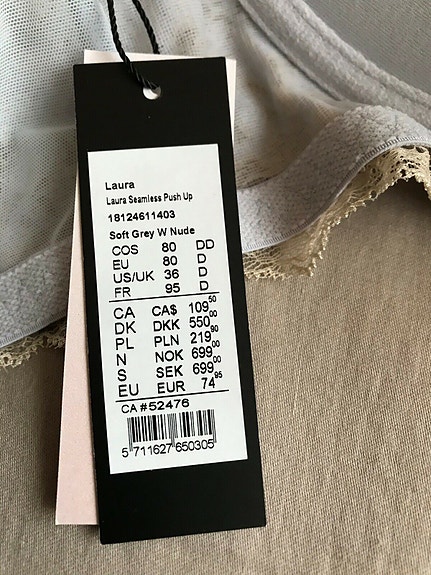 Laura
Laura Seamless Push Up
18124611403
Soft Grey W Nude
COS 80 DD
EU 80 D
US/UK 36 D
FR 95 D
CA CA$ 109 50
DK DKK 550 00
PL PLN 219 90
N NOK 699 00
S SEK 699 00
EU EUR 74 95
CA #52476
5 711627 650305